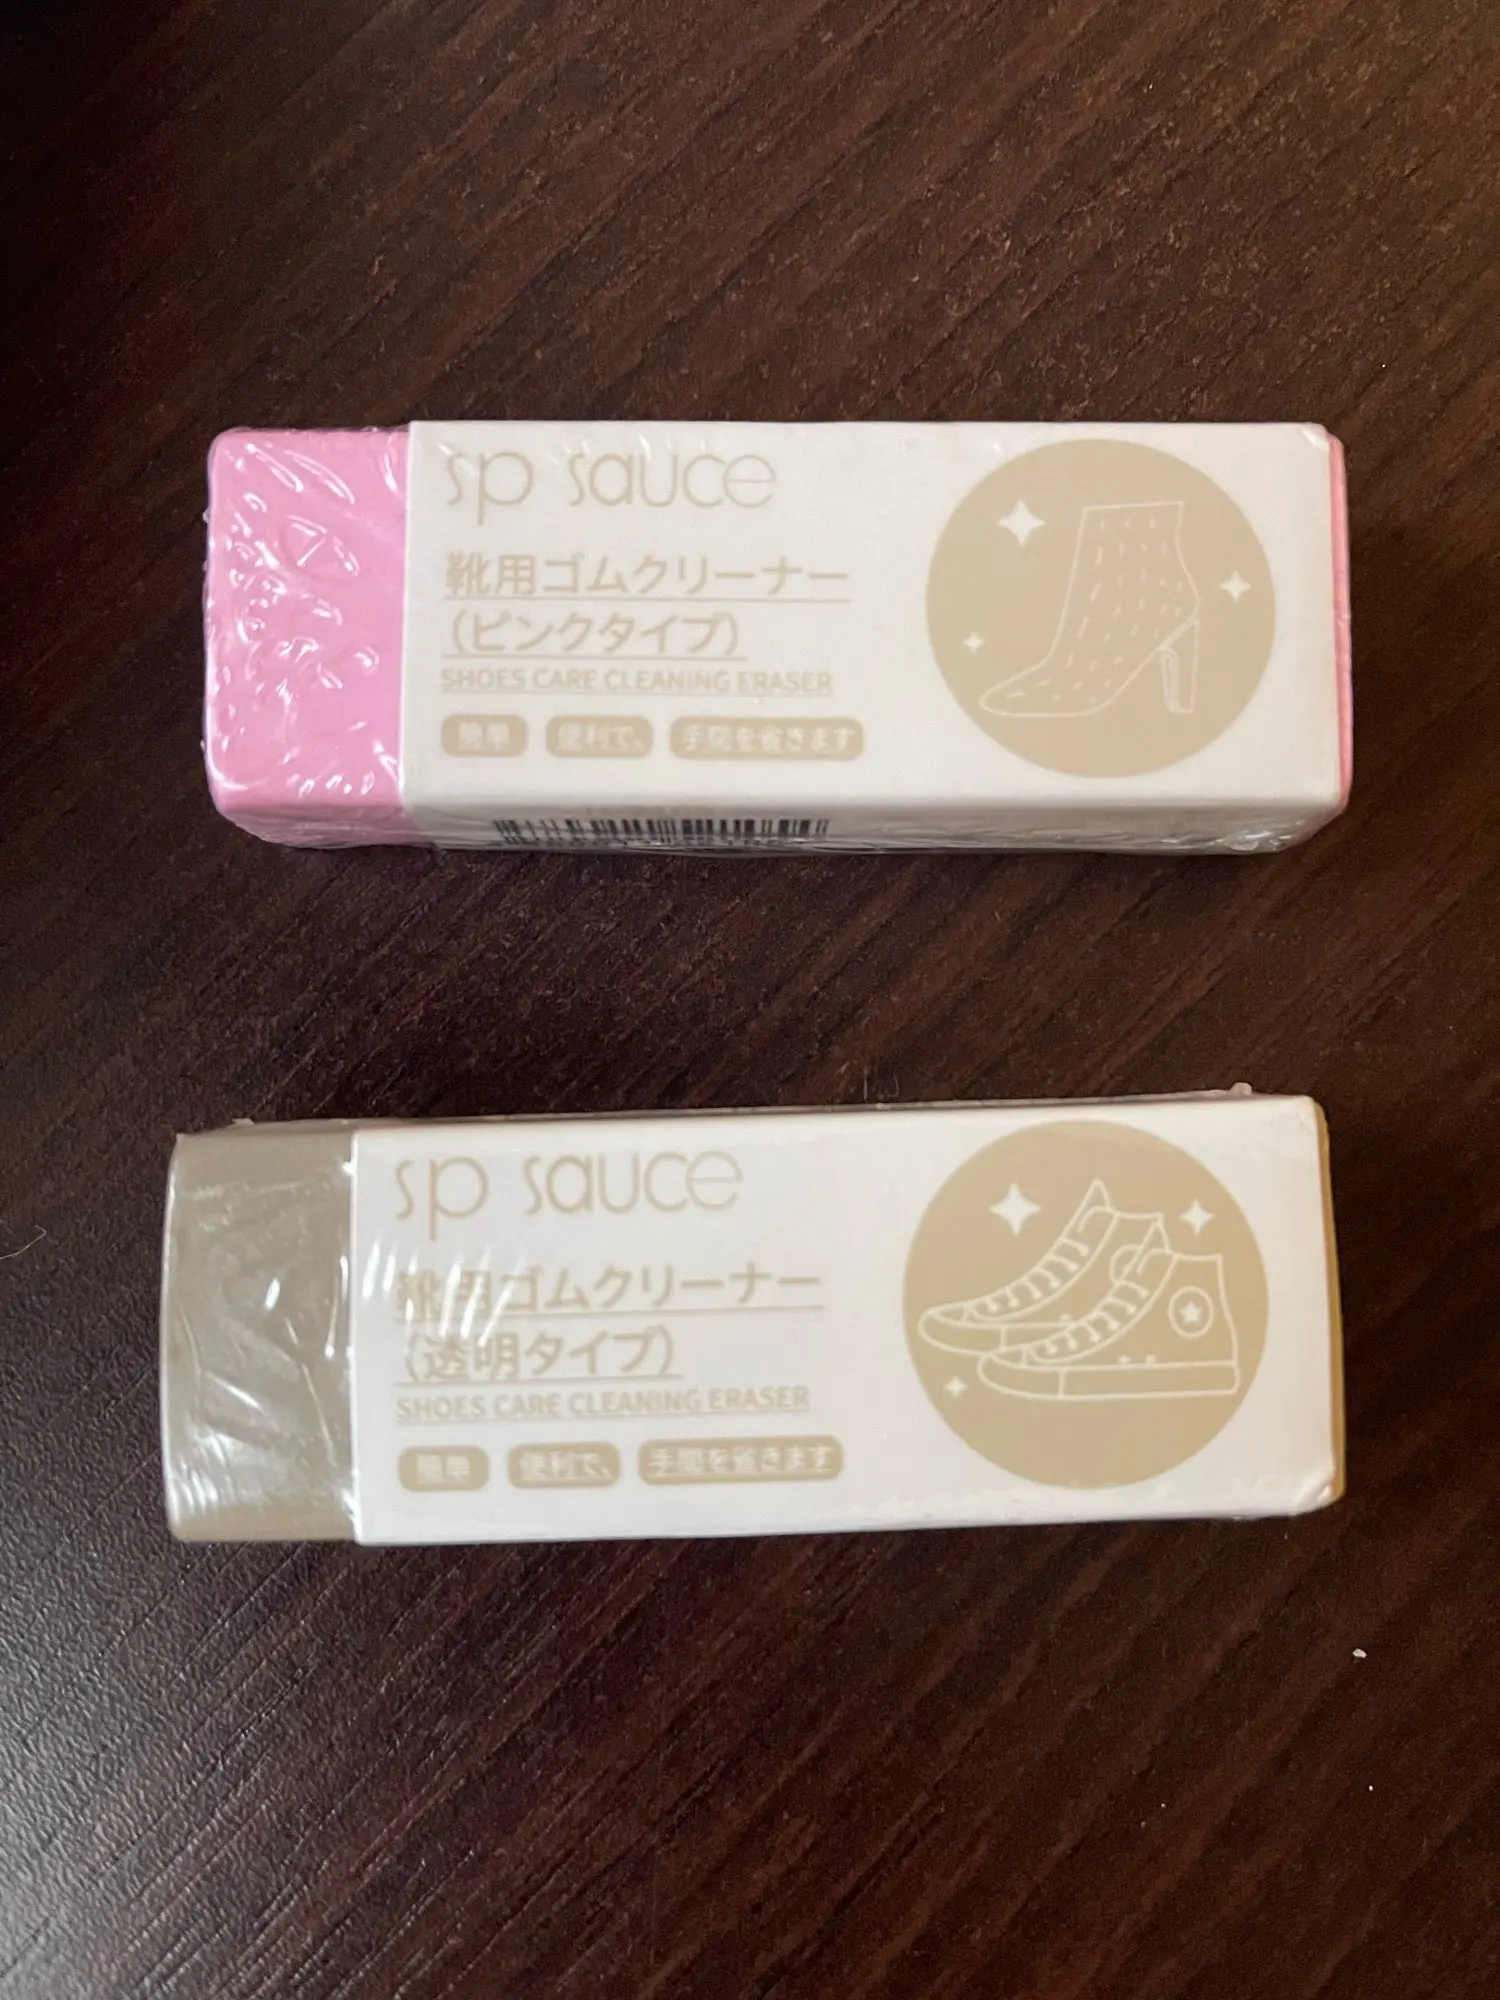 sp sauce
靴用ゴムクリーナー
(ピンクタイプ)
SHOES CARE CLEANING ERASER
簡単 便利で、 手間を省きます
sp sauce
靴用ゴムクリーナー
(透明タイプ)
SHOES CARE CLEANING ERASER
簡単 便利で、 手間を省きます